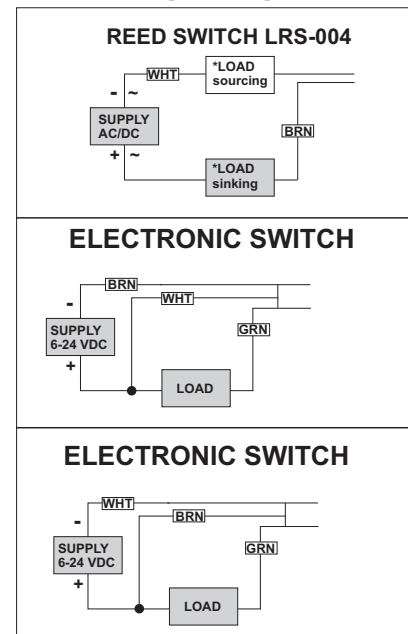 REED SWITCH LRS-004
WHT
*LOAD
sourcing
- ~
SUPPLY
AC/DC
BRN
+ ~
*LOAD
sinking
ELECTRONIC SWITCH
BRN
-
WHT
SUPPLY
6-24 VDC
GRN
+
LOAD
ELECTRONIC SWITCH
WHT
-
BRN
SUPPLY
6-24 VDC
GRN
+
LOAD